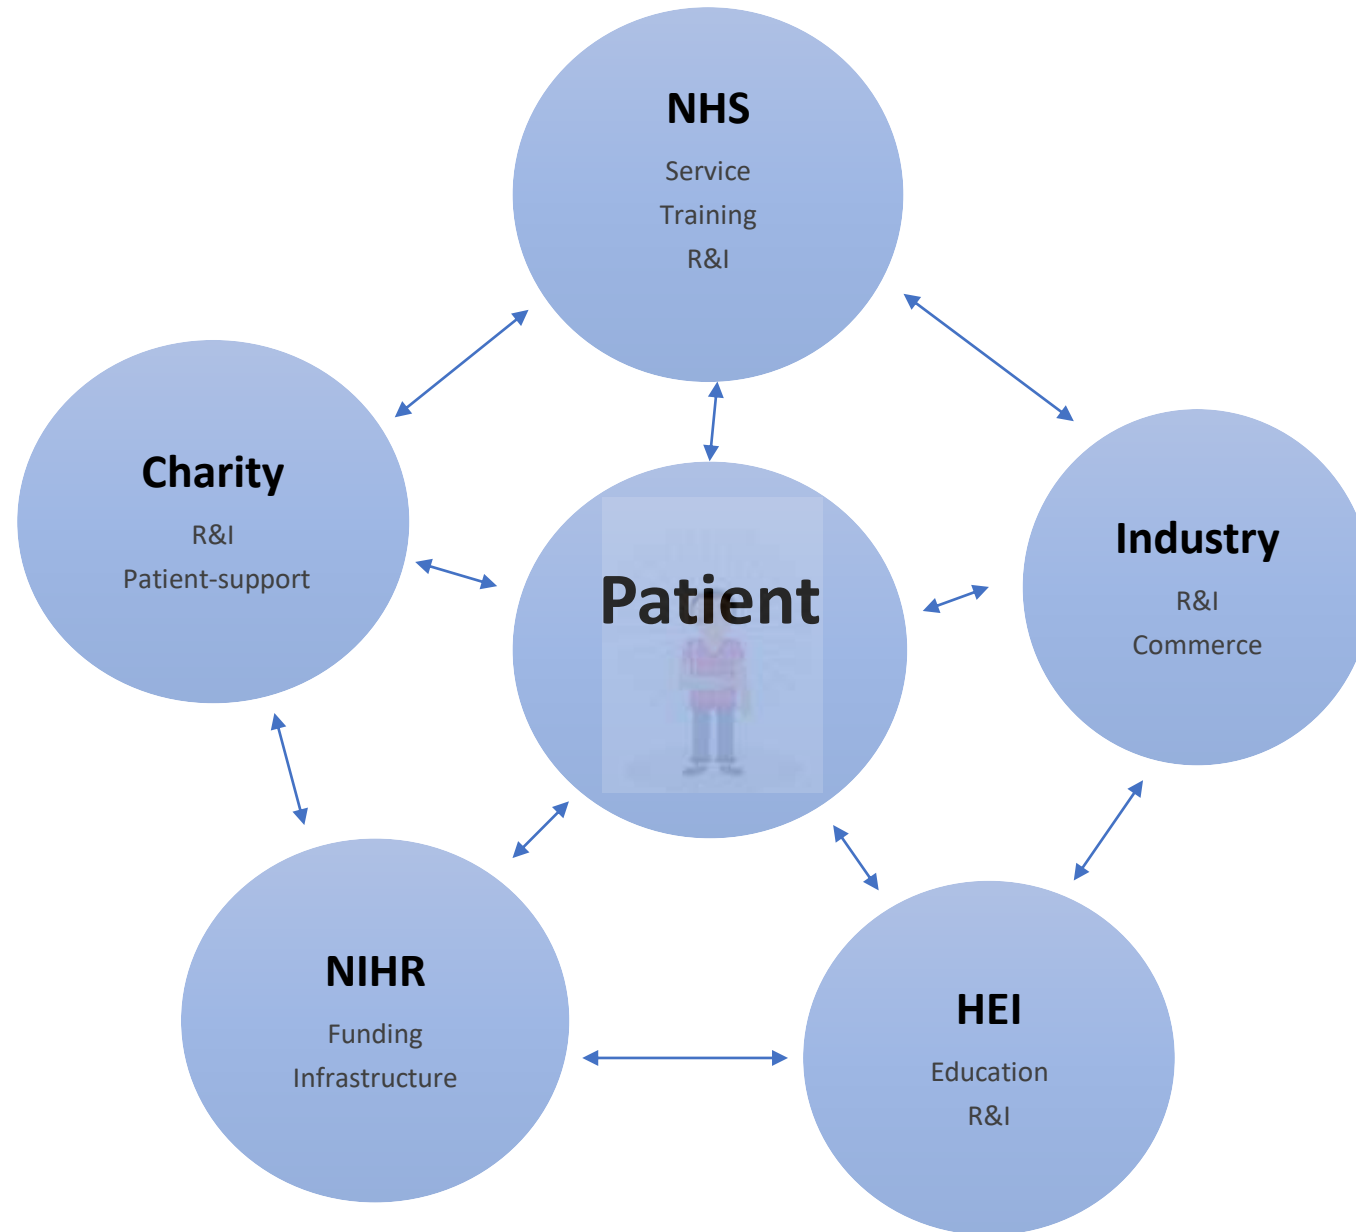 NHS
Service
Training
R&I
Charity
R&I
Patient-support
Industry
R&I
Commerce
Patient
NIHR
Funding
Infrastructure
HEI
Education
R&I